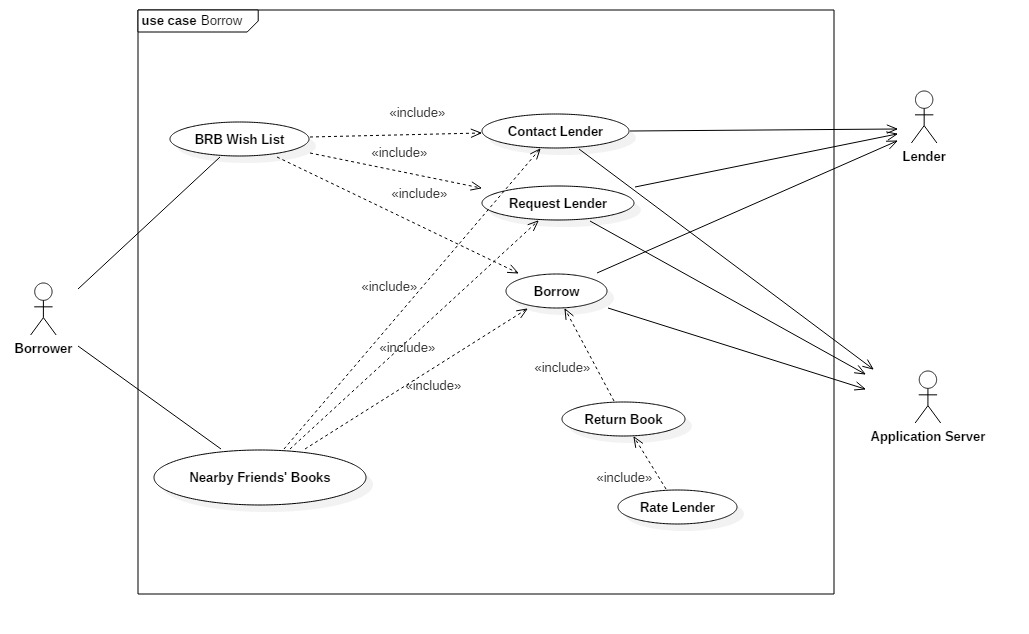 use case Borrow
«include»
BRB Wish List
Contact Lender
«include»
Lender
«include»
Request Lender
«include»
Borrow
Borrower
«include»
«include»
«include»
Return Book
Application Server
Nearby Friends' Books
«include»
Rate Lender